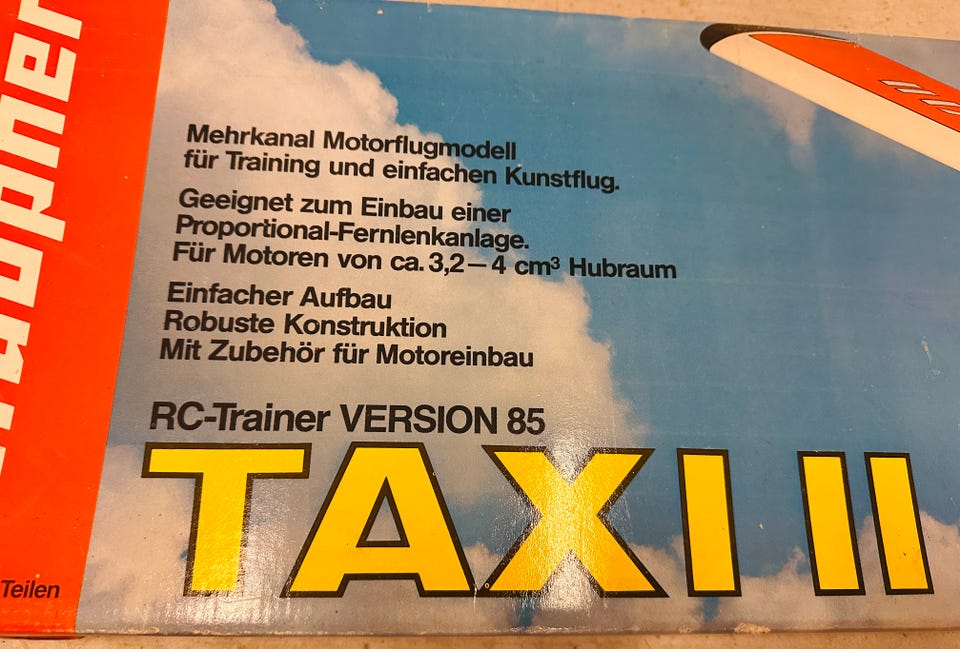 Graupner
Mehrkanal Motorflugmodell
für Training und einfachen Kunstflug.
Geeignet zum Einbau einer
Proportional-Fernlenkanlage.
Für Motoren von ca. 3,2–4 cm³ Hubraum
Einfacher Aufbau
Robuste Konstruktion
Mit Zubehör für Motoreinbau
RC-Trainer VERSION 85
TAXI II
Teilen